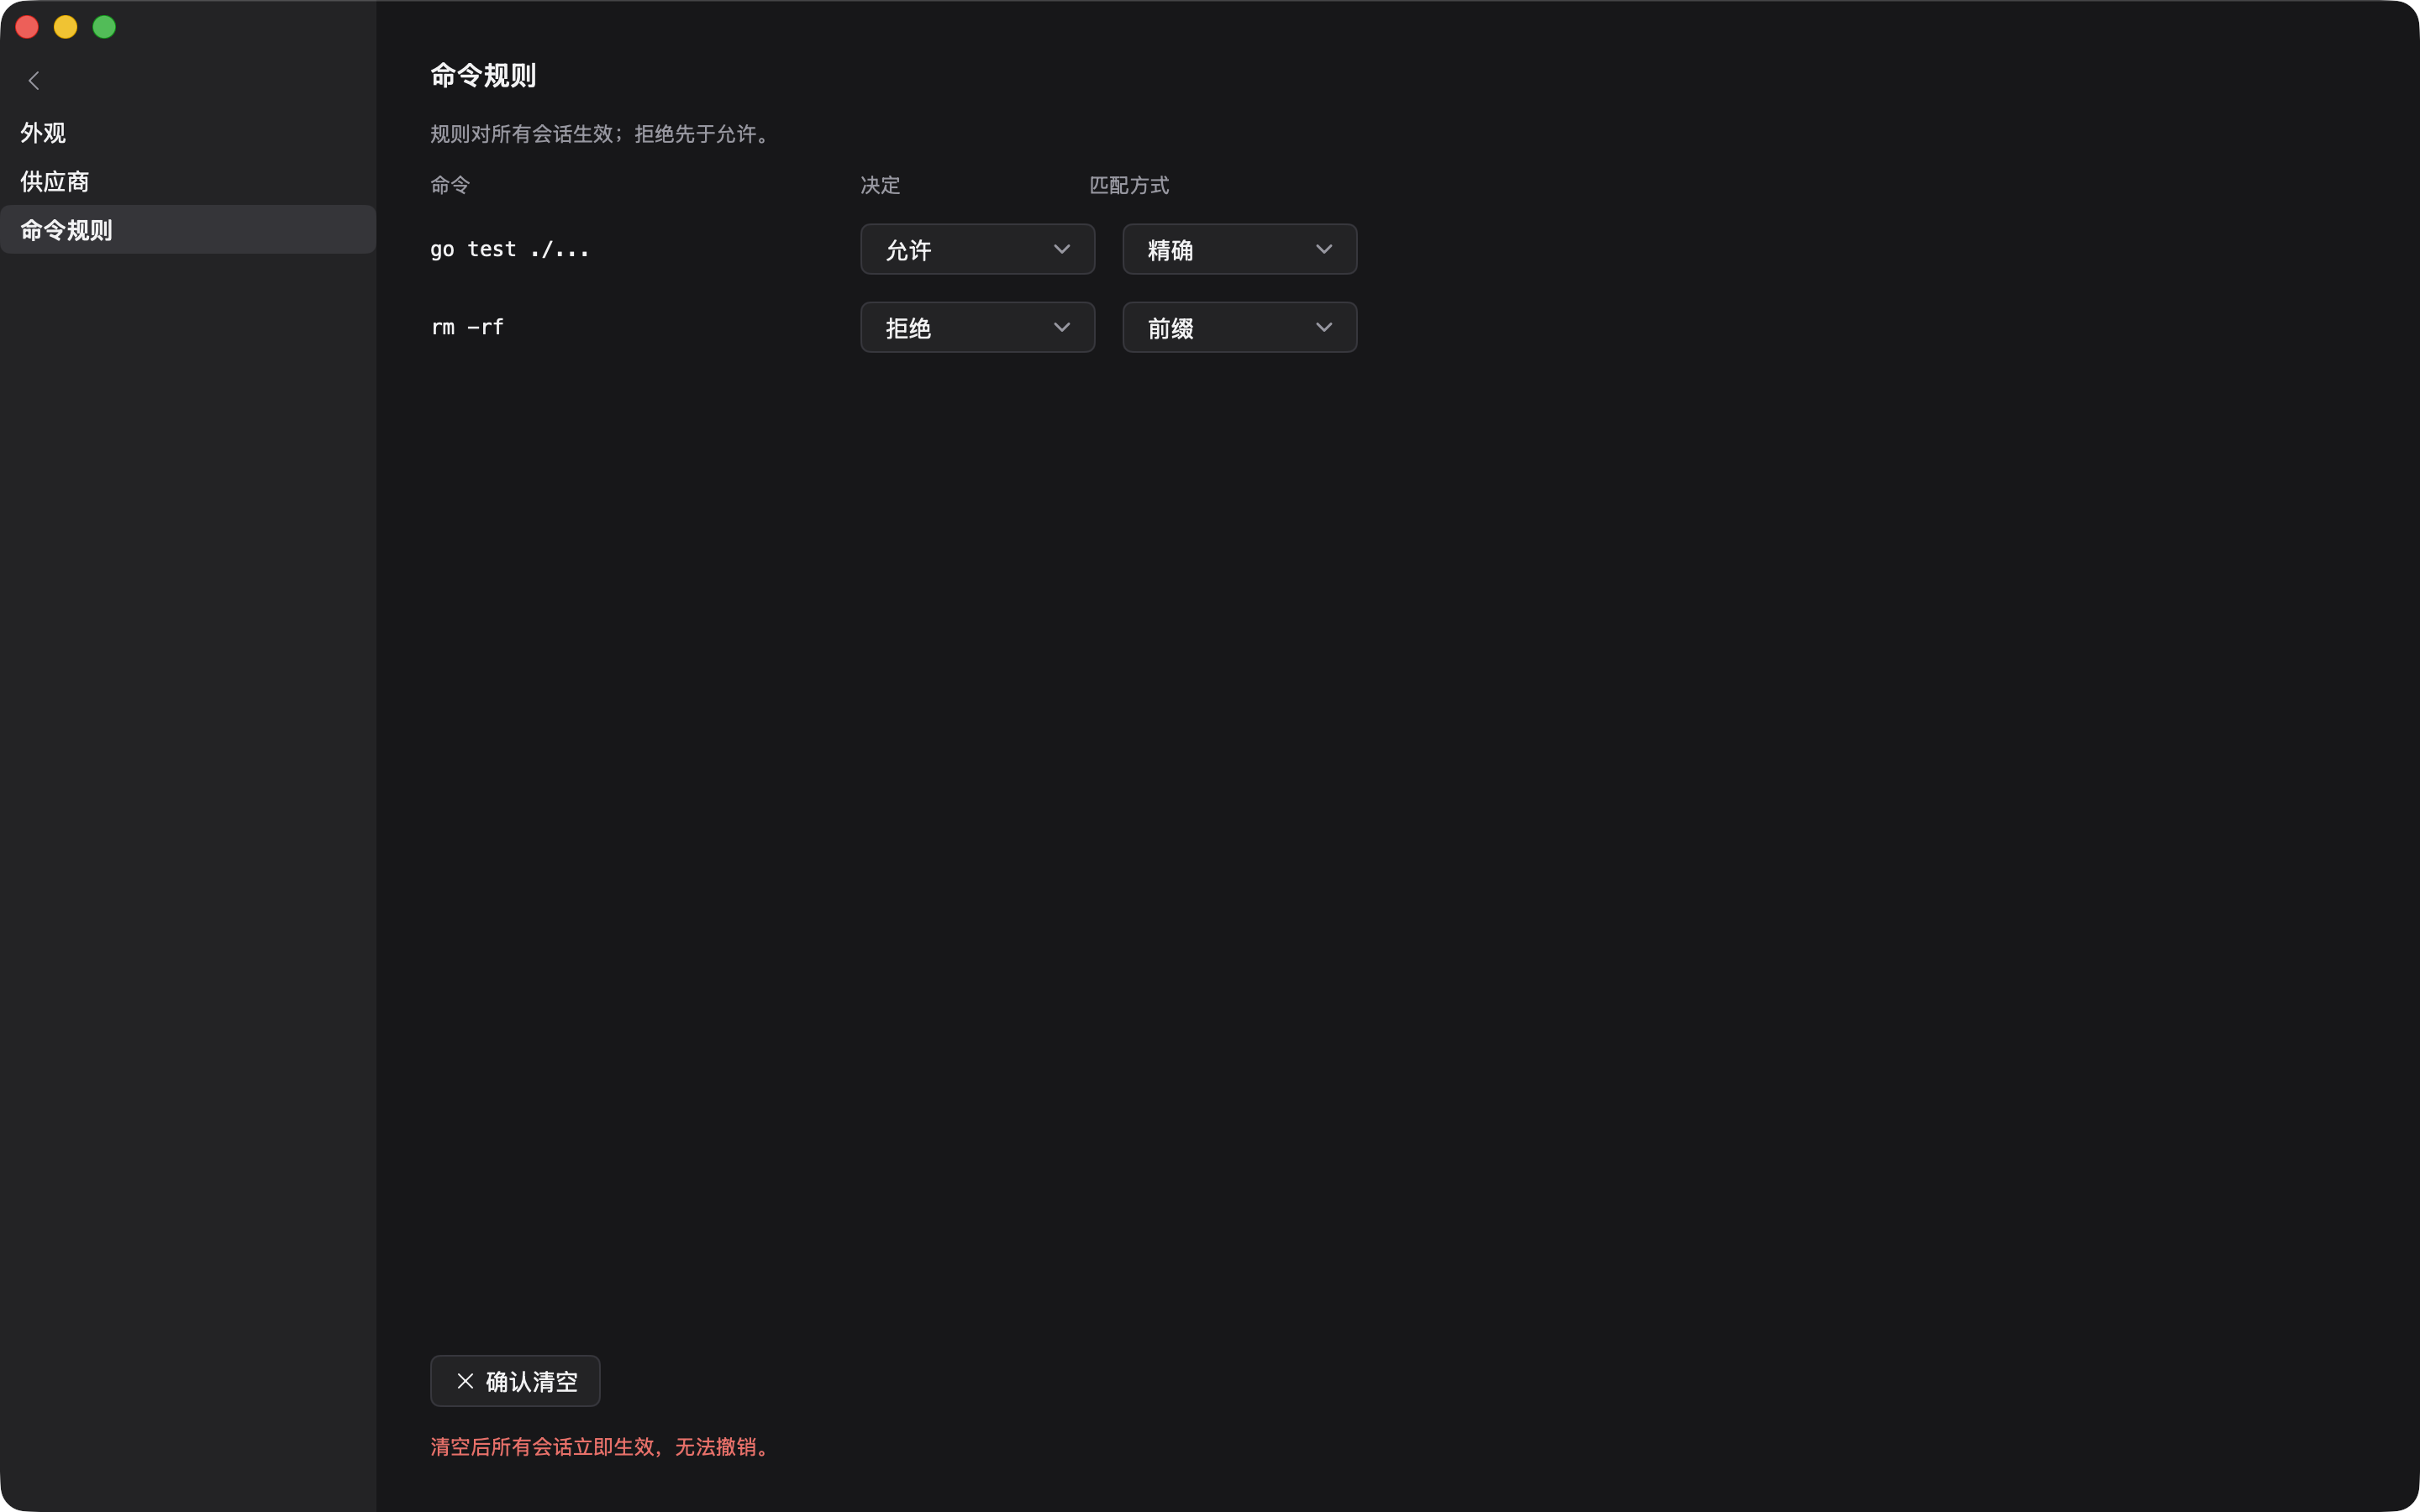 外观
供应商
命令规则
命令规则
规则对所有会话生效；拒绝先于允许。
命令 决定 匹配方式
go test ./... 允许 精确
rm -rf 拒绝 前缀
确认清空
清空后所有会话立即生效，无法撤销。